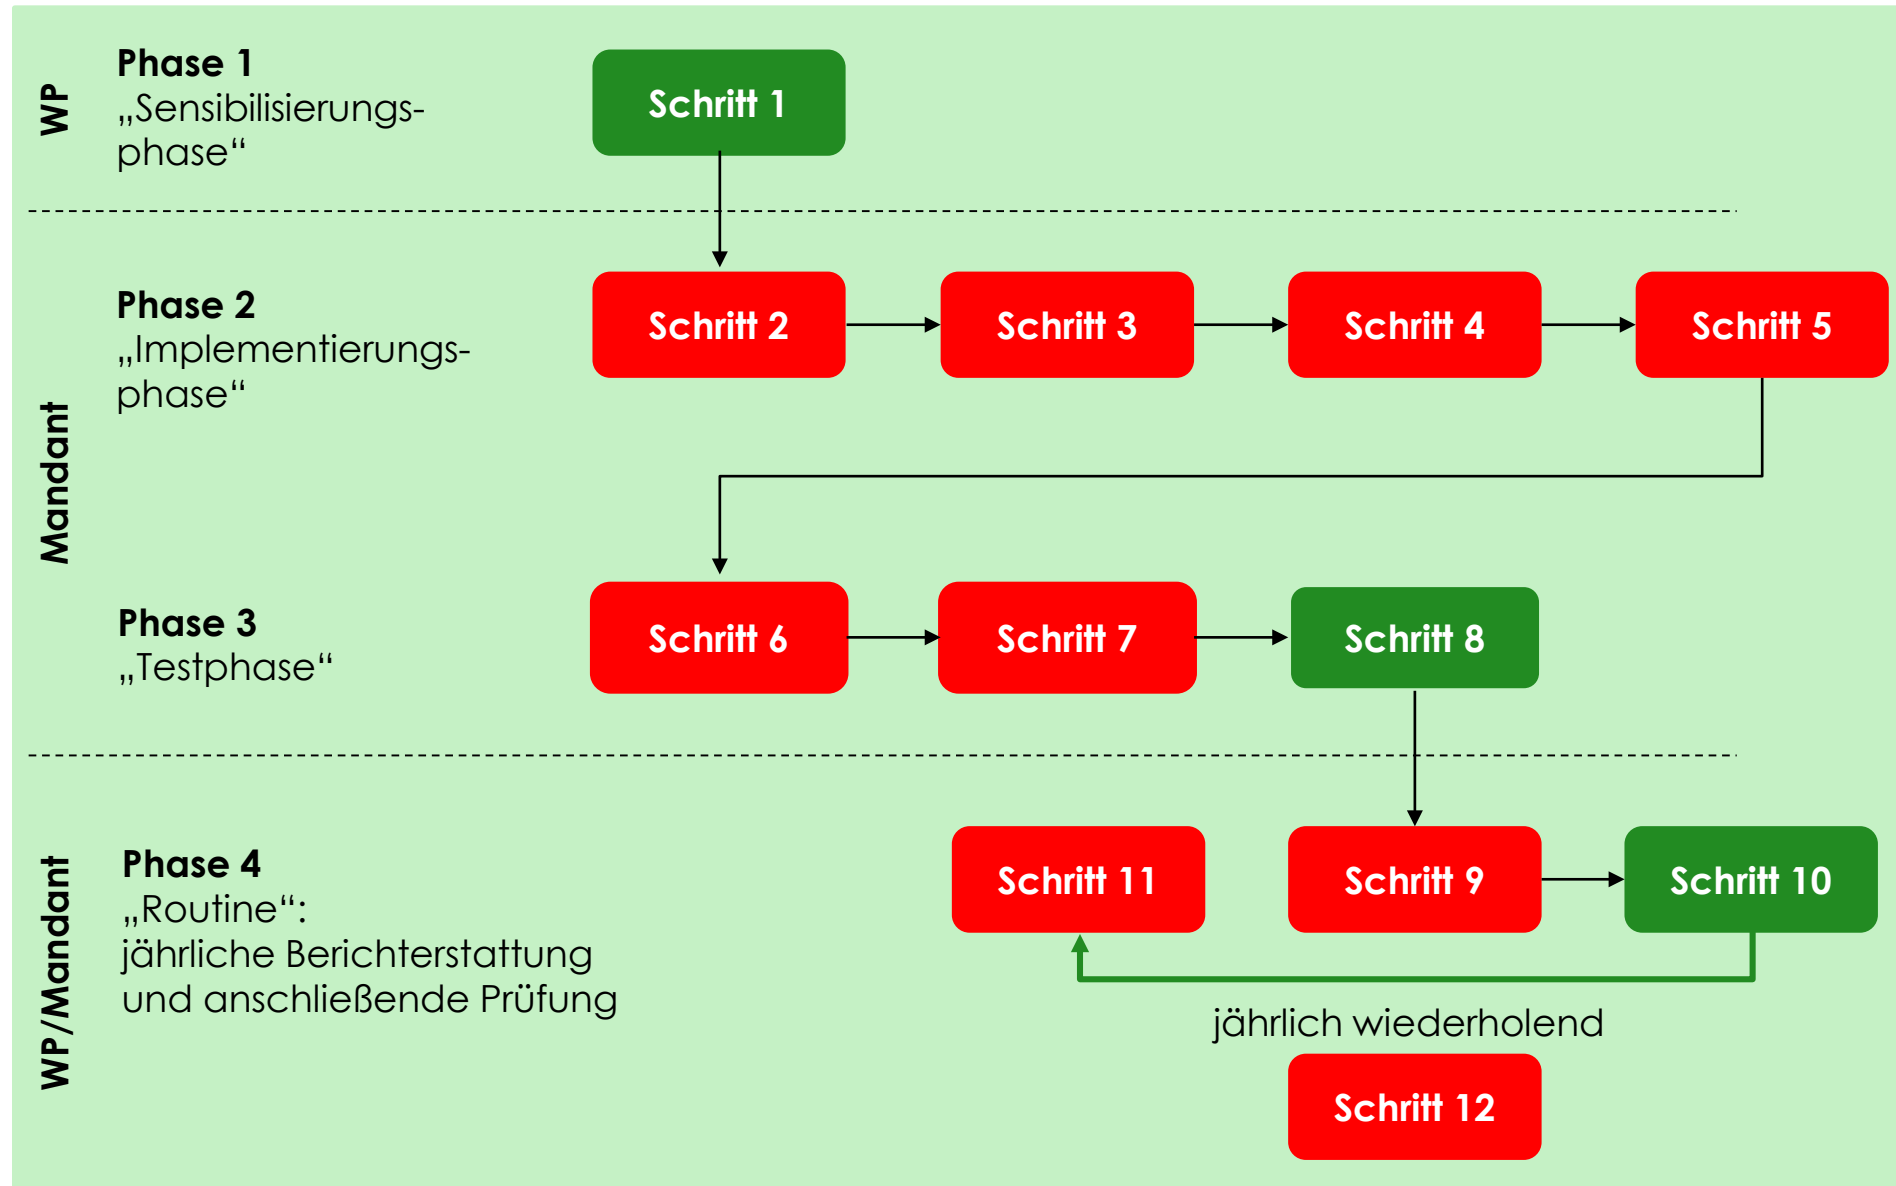 WP
Phase 1
„Sensibilisierungs-
phase“
Schritt 1
Mandant
Phase 2
„Implementierungs-
phase“
Schritt 2
Schritt 3
Schritt 4
Schritt 5
Phase 3
„Testphase“
Schritt 6
Schritt 7
Schritt 8
WP/Mandant
Phase 4
„Routine“:
jährliche Berichterstattung
und anschließende Prüfung
Schritt 11
Schritt 9
Schritt 10
jährlich wiederholend
Schritt 12